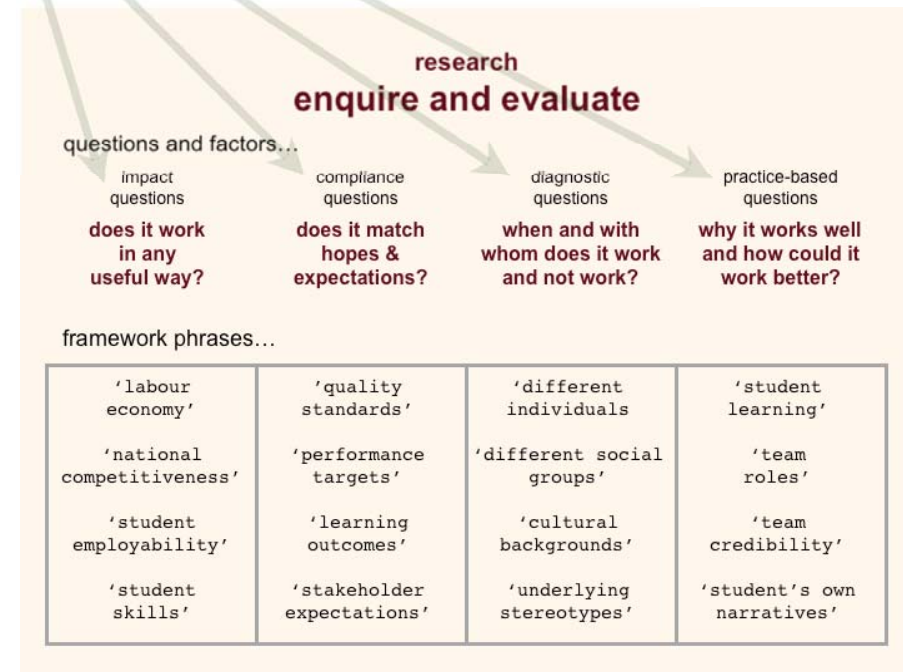 research
enquire and evaluate
questions and factors…
impact
questions
does it work
in any
useful way?
compliance
questions
does it match
hopes &
expectations?
diagnostic
questions
when and with
whom does it work
and not work?
practice-based
questions
why it works well
and how could it
work better?
framework phrases…
‘labour
economy’
‘national
competitiveness’
‘student
employability’
‘student
skills’
’quality
standards’
‘performance
targets’
‘learning
outcomes’
‘stakeholder
expectations’
‘different
individuals
‘different social
groups’
‘cultural
backgrounds’
‘underlying
stereotypes’
‘student
learning’
‘team
roles’
‘team
credibility’
‘student’s own
narratives’